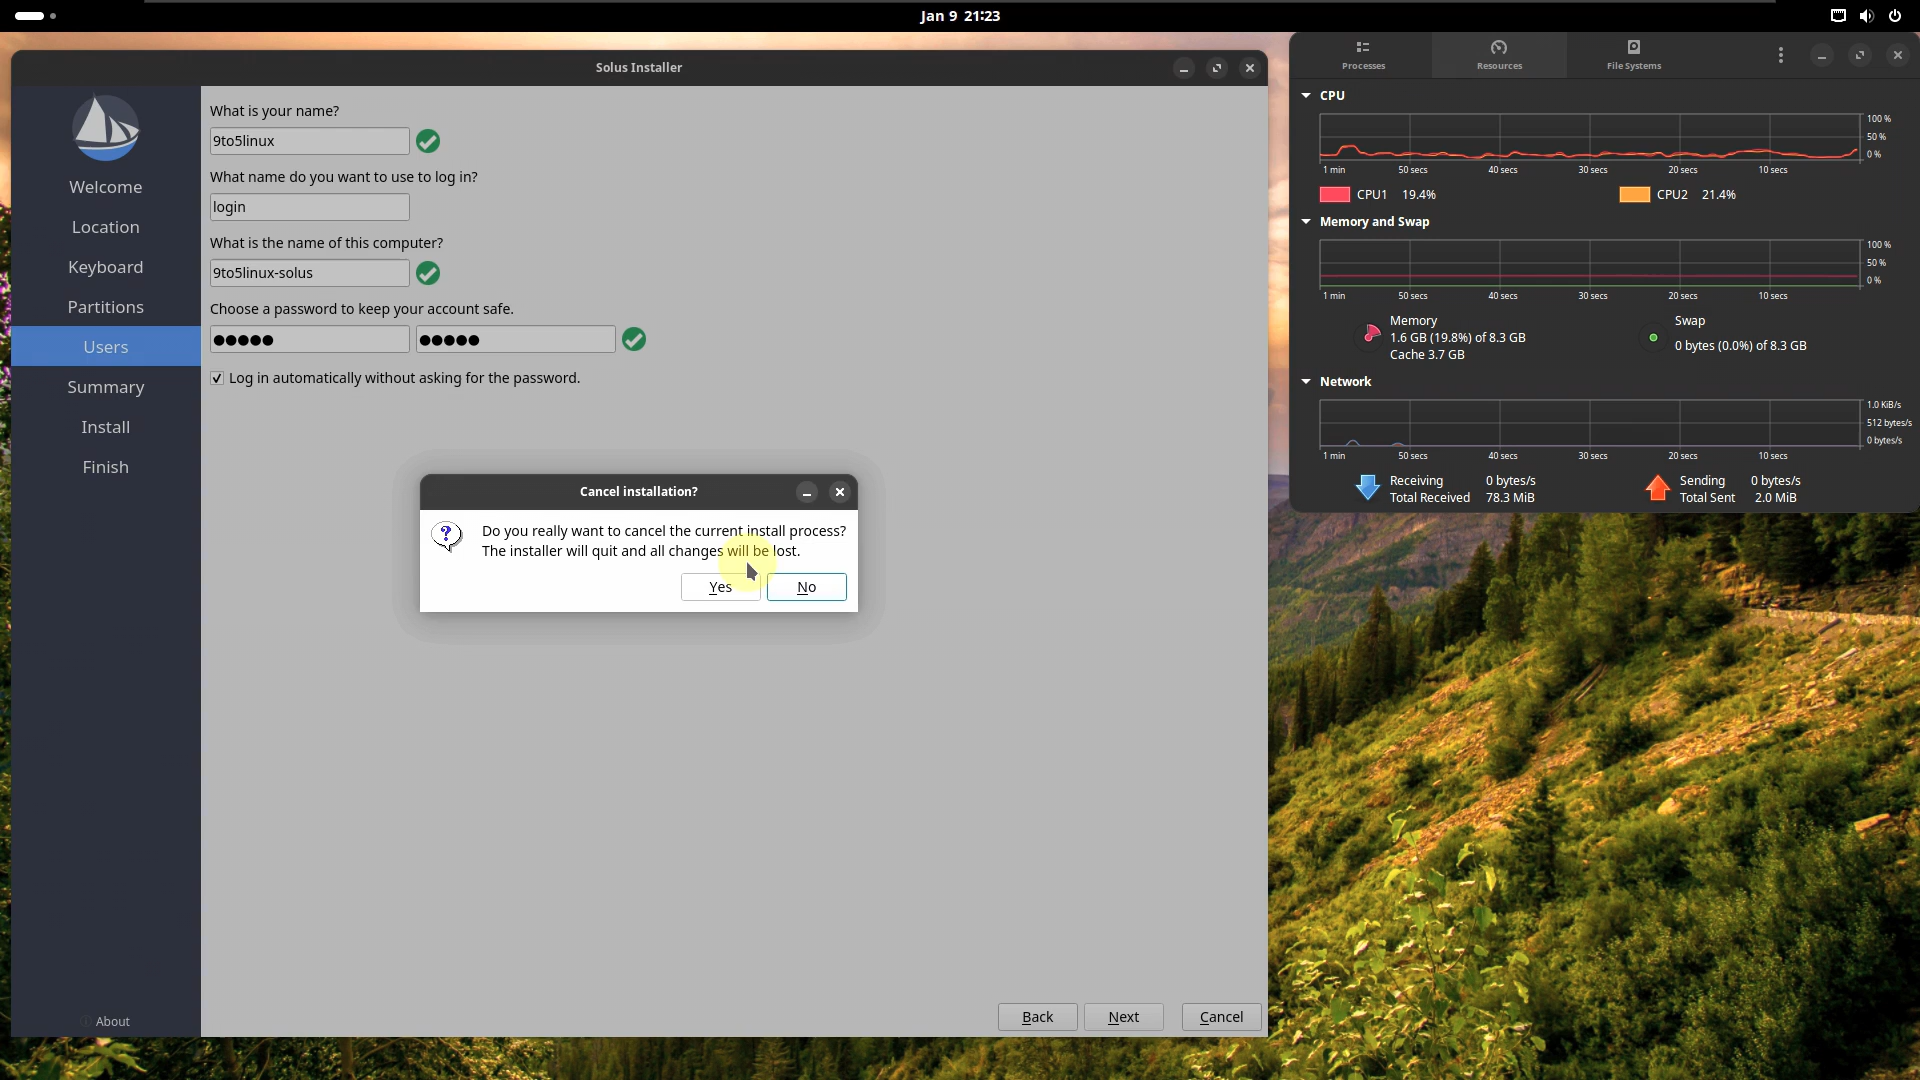 Jan 9 21:23
Solus Installer
Welcome
Location
Keyboard
Partitions
Users
Summary
Install
Finish
About
What is your name?
9to5linux
What name do you want to use to log in?
login
What is the name of this computer?
9to5linux-solus
Choose a password to keep your account safe.
●●●●● ●●●●●
Log in automatically without asking for the password.
Cancel installation?
Do you really want to cancel the current install process?
The installer will quit and all changes will be lost.
Yes No
Back Next Cancel
Processes Resources File Systems
CPU
100 %
50 %
0 %
1 min 50 secs 40 secs 30 secs 20 secs 10 secs
CPU1 19.4% CPU2 21.4%
Memory and Swap
100 %
50 %
0 %
1 min 50 secs 40 secs 30 secs 20 secs 10 secs
Memory
1.6 GB (19.8%) of 8.3 GB
Cache 3.7 GB
Swap
0 bytes (0.0%) of 8.3 GB
Network
1.0 KiB/s
512 bytes/s
0 bytes/s
1 min 50 secs 40 secs 30 secs 20 secs 10 secs
Receiving 0 bytes/s
Total Received 78.3 MiB
Sending 0 bytes/s
Total Sent 2.0 MiB